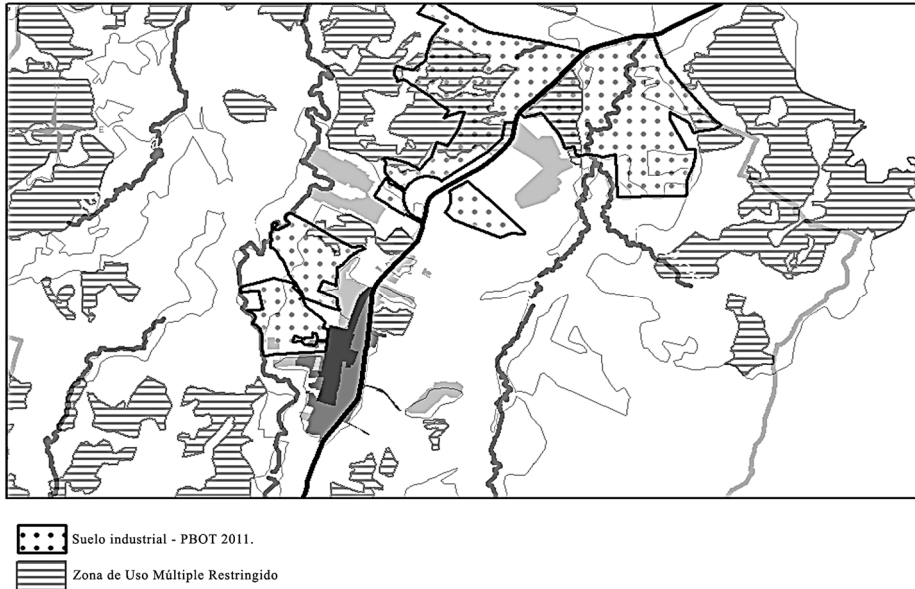 Suelo industrial - PBOT 2011.
Zona de Uso Múltiple Restringido